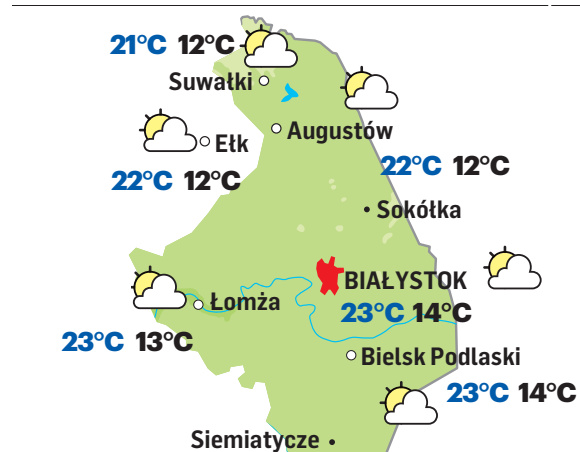 21°C 12°C
Suwałki
Augustów
Ełk
22°C 12°C
22°C 12°C
Sokółka
BIAŁYSTOK
23°C 14°C
Łomża
23°C 13°C
Bielsk Podlaski
23°C 14°C
Siemiatycze